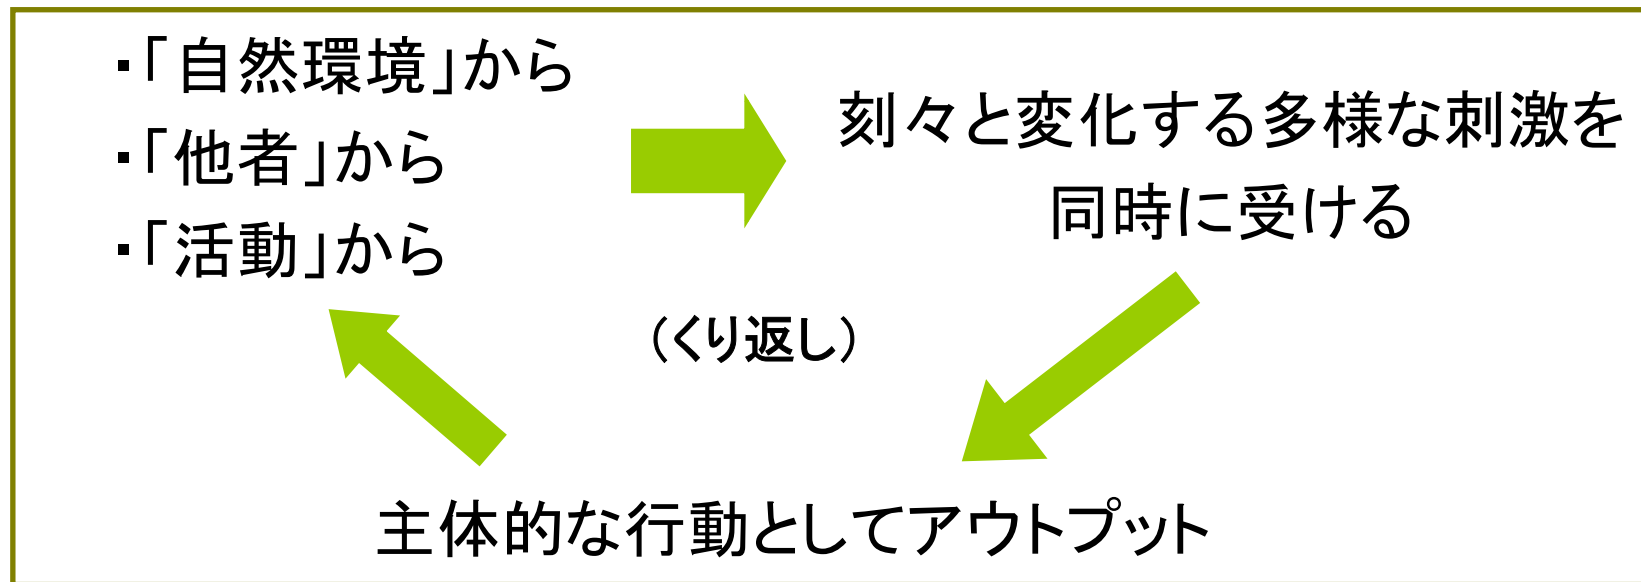 ・「自然環境」から
・「他者」から
・「活動」から
刻々と変化する多様な刺激を
同時に受ける
（くり返し）
主体的な行動としてアウトプット